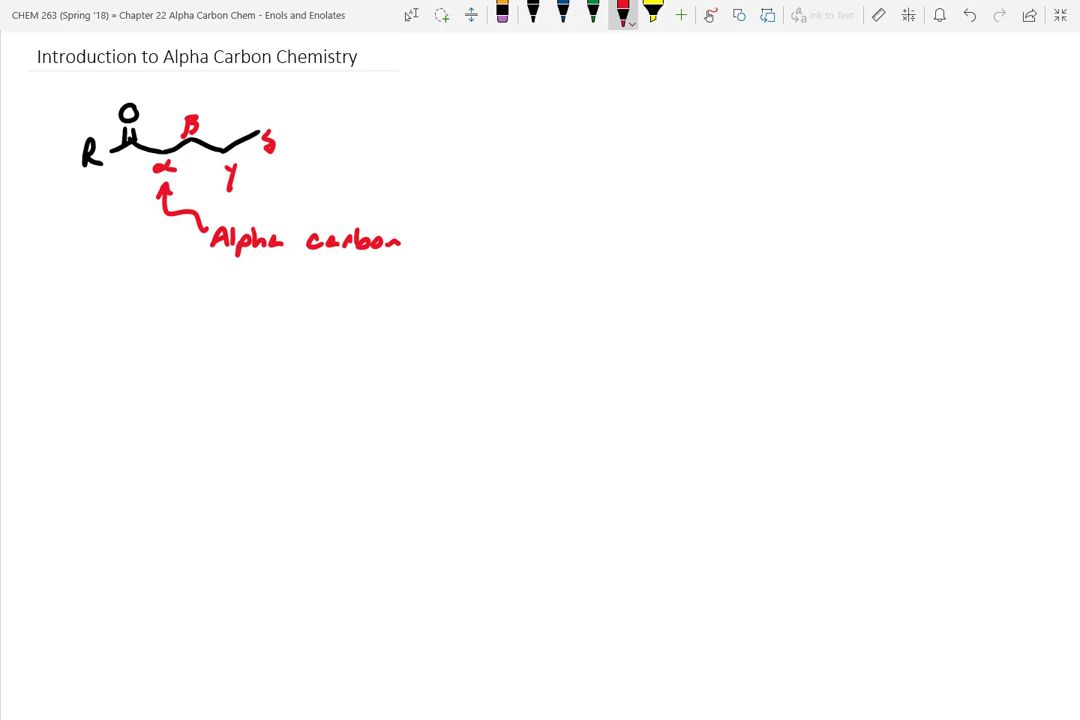 CHEM 263 (Spring '18) » Chapter 22 Alpha Carbon Chem - Enols and Enolates
Ink to Text
Introduction to Alpha Carbon Chemistry
O
β
R
δ
α
γ
Alpha carbon